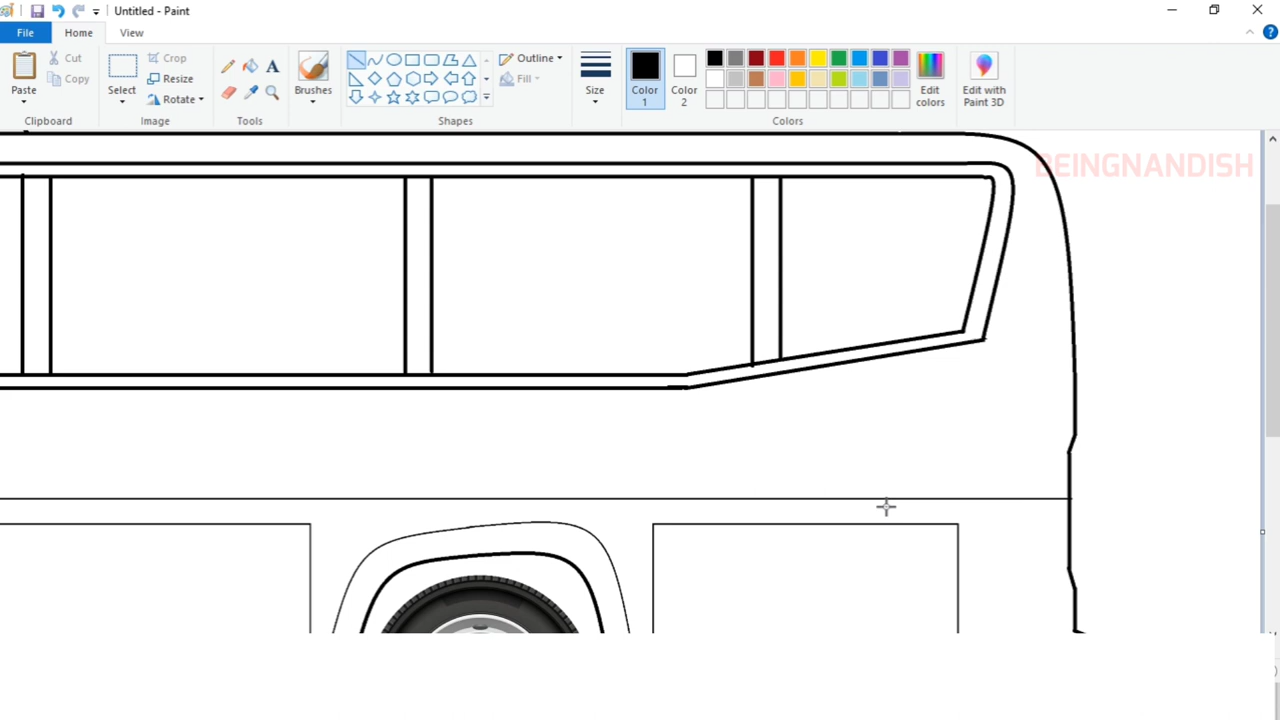 Untitled - Paint
File Home View
Paste
Cut
Copy
Clipboard
Select
Crop
Resize
Rotate
Image
A
Tools
Brushes
Outline
Fill
Shapes
Size
Color 1
Color 2
Edit colors
Edit with Paint 3D
Colors
BEINGNANDISH